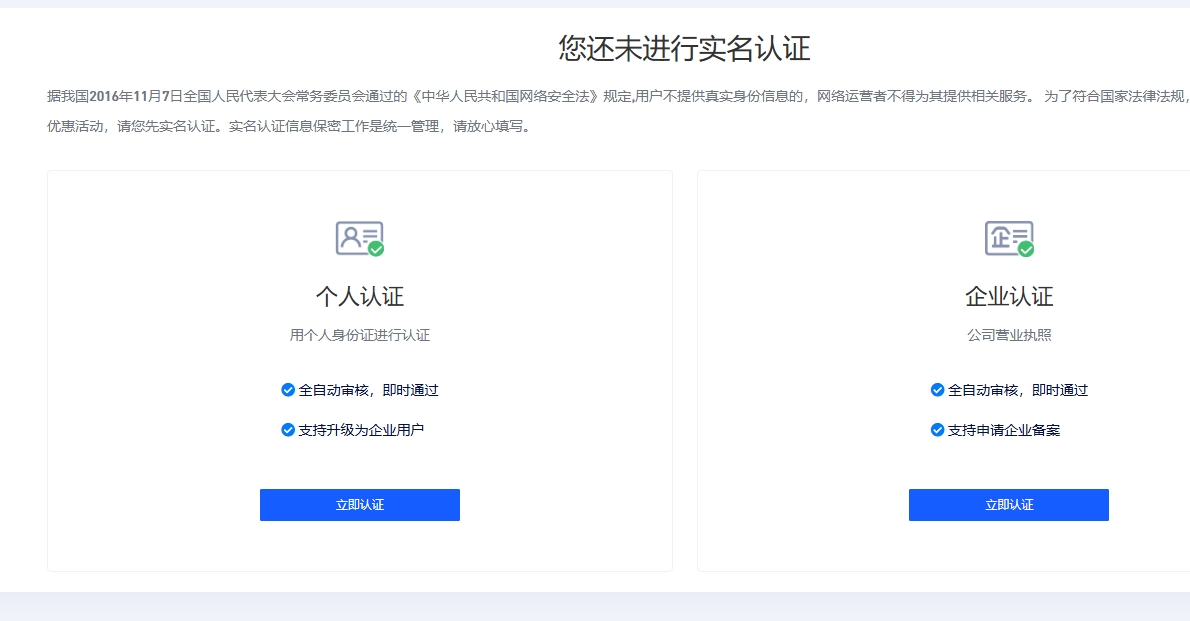 您还未进行实名认证
据我国2016年11月7日全国人民代表大会常务委员会通过的《中华人民共和国网络安全法》规定,用户不提供真实身份信息的，网络运营者不得为其提供相关服务。 为了符合国家法律法规，
优惠活动，请您先实名认证。实名认证信息保密工作是统一管理，请放心填写。
个人认证
用个人身份证进行认证
全自动审核，即时通过
支持升级为企业用户
立即认证
企
企业认证
公司营业执照
全自动审核，即时通过
支持申请企业备案
立即认证